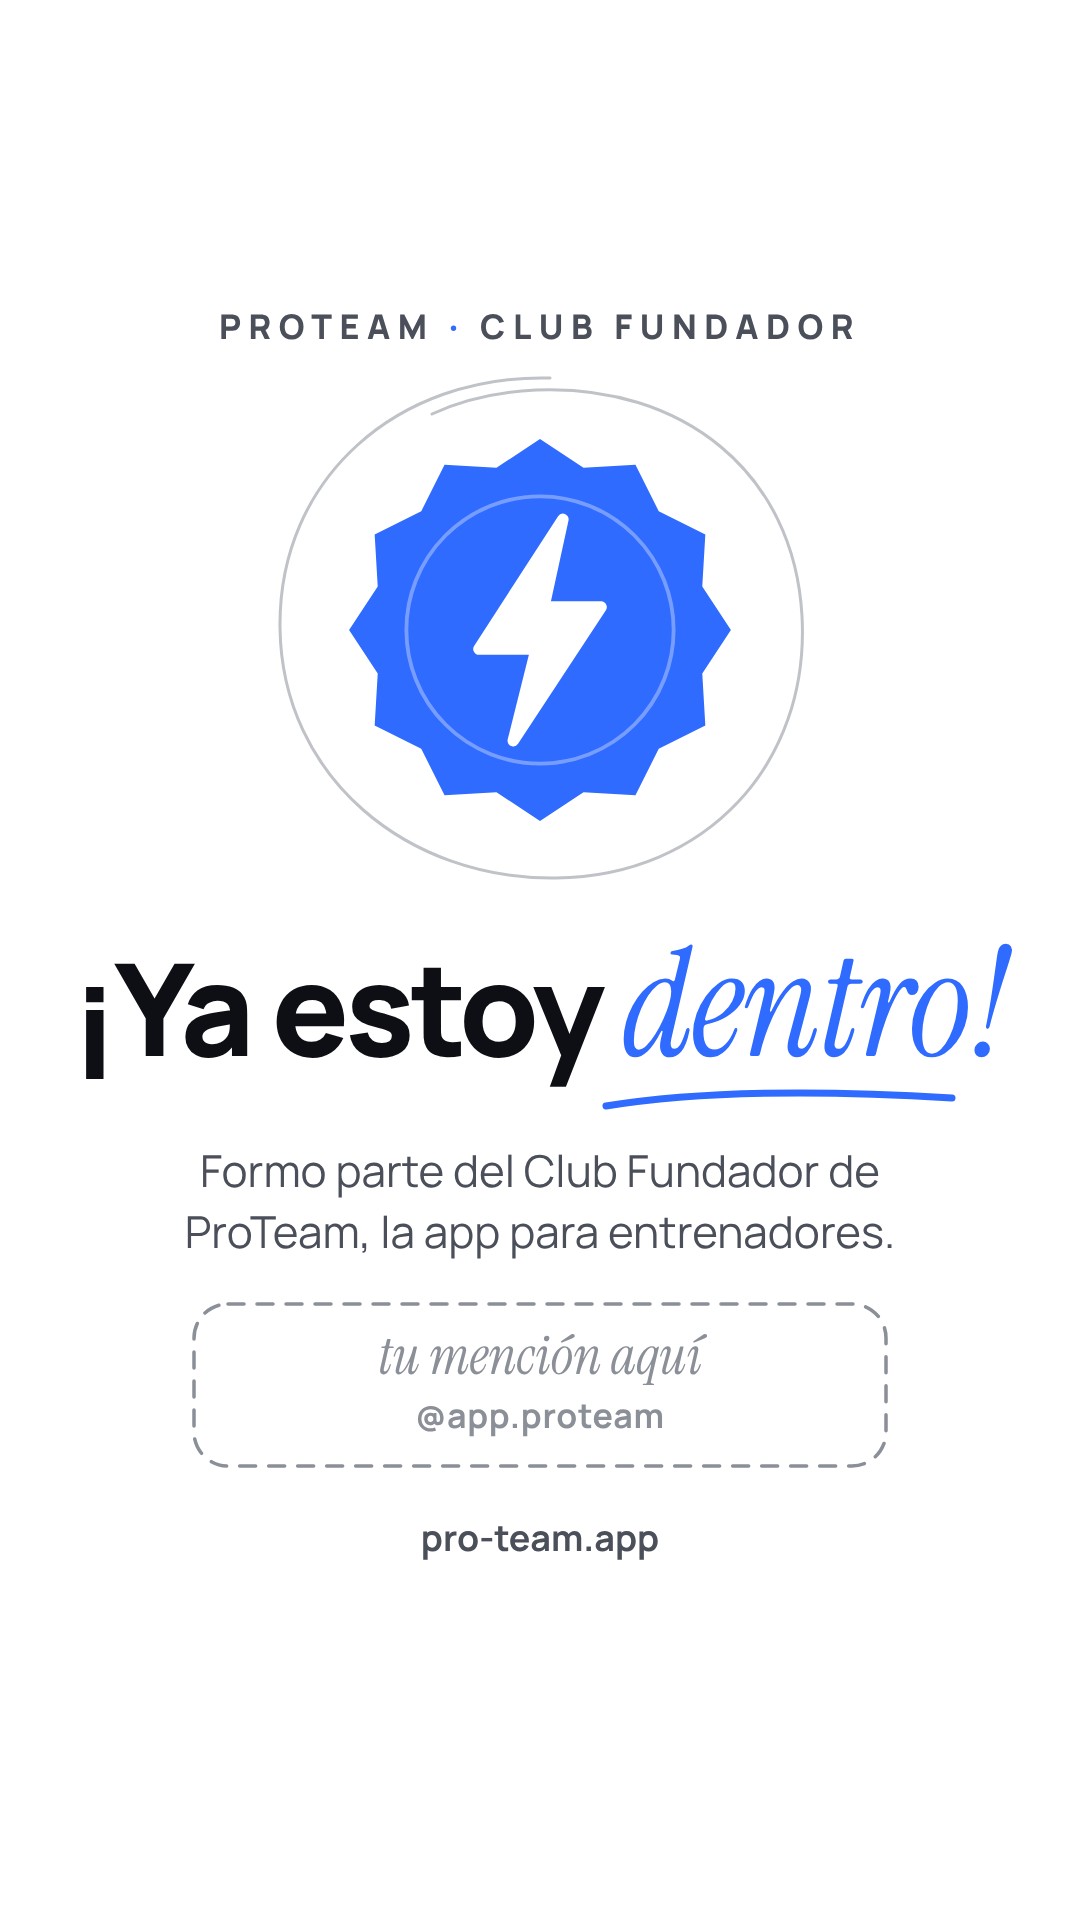 PROTEAM · CLUB FUNDADOR
¡Ya estoy dentro!
Formo parte del Club Fundador de
ProTeam, la app para entrenadores.
tu mención aquí
@app.proteam
pro-team.app